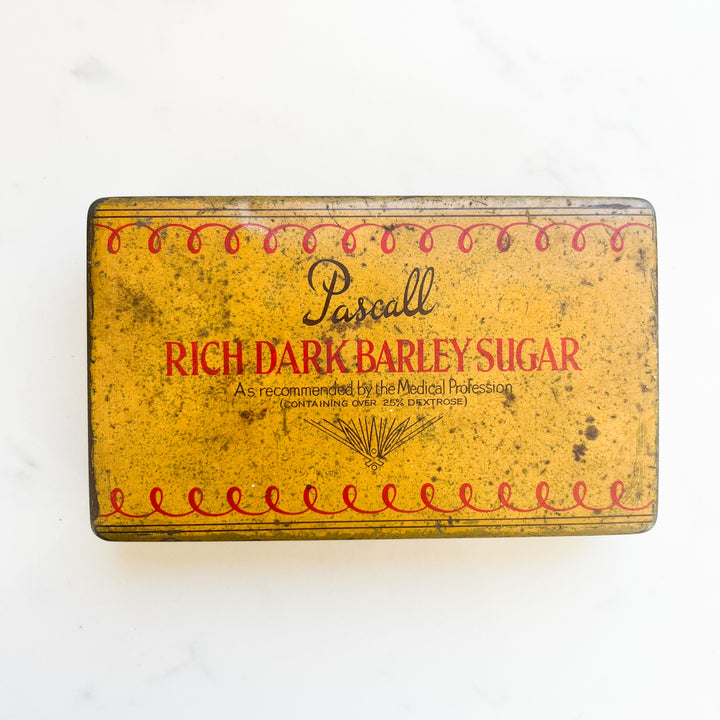 Pascall
RICH DARK BARLEY SUGAR
As recommended by the Medical Profession
(CONTAINING OVER 25% DEXTROSE)